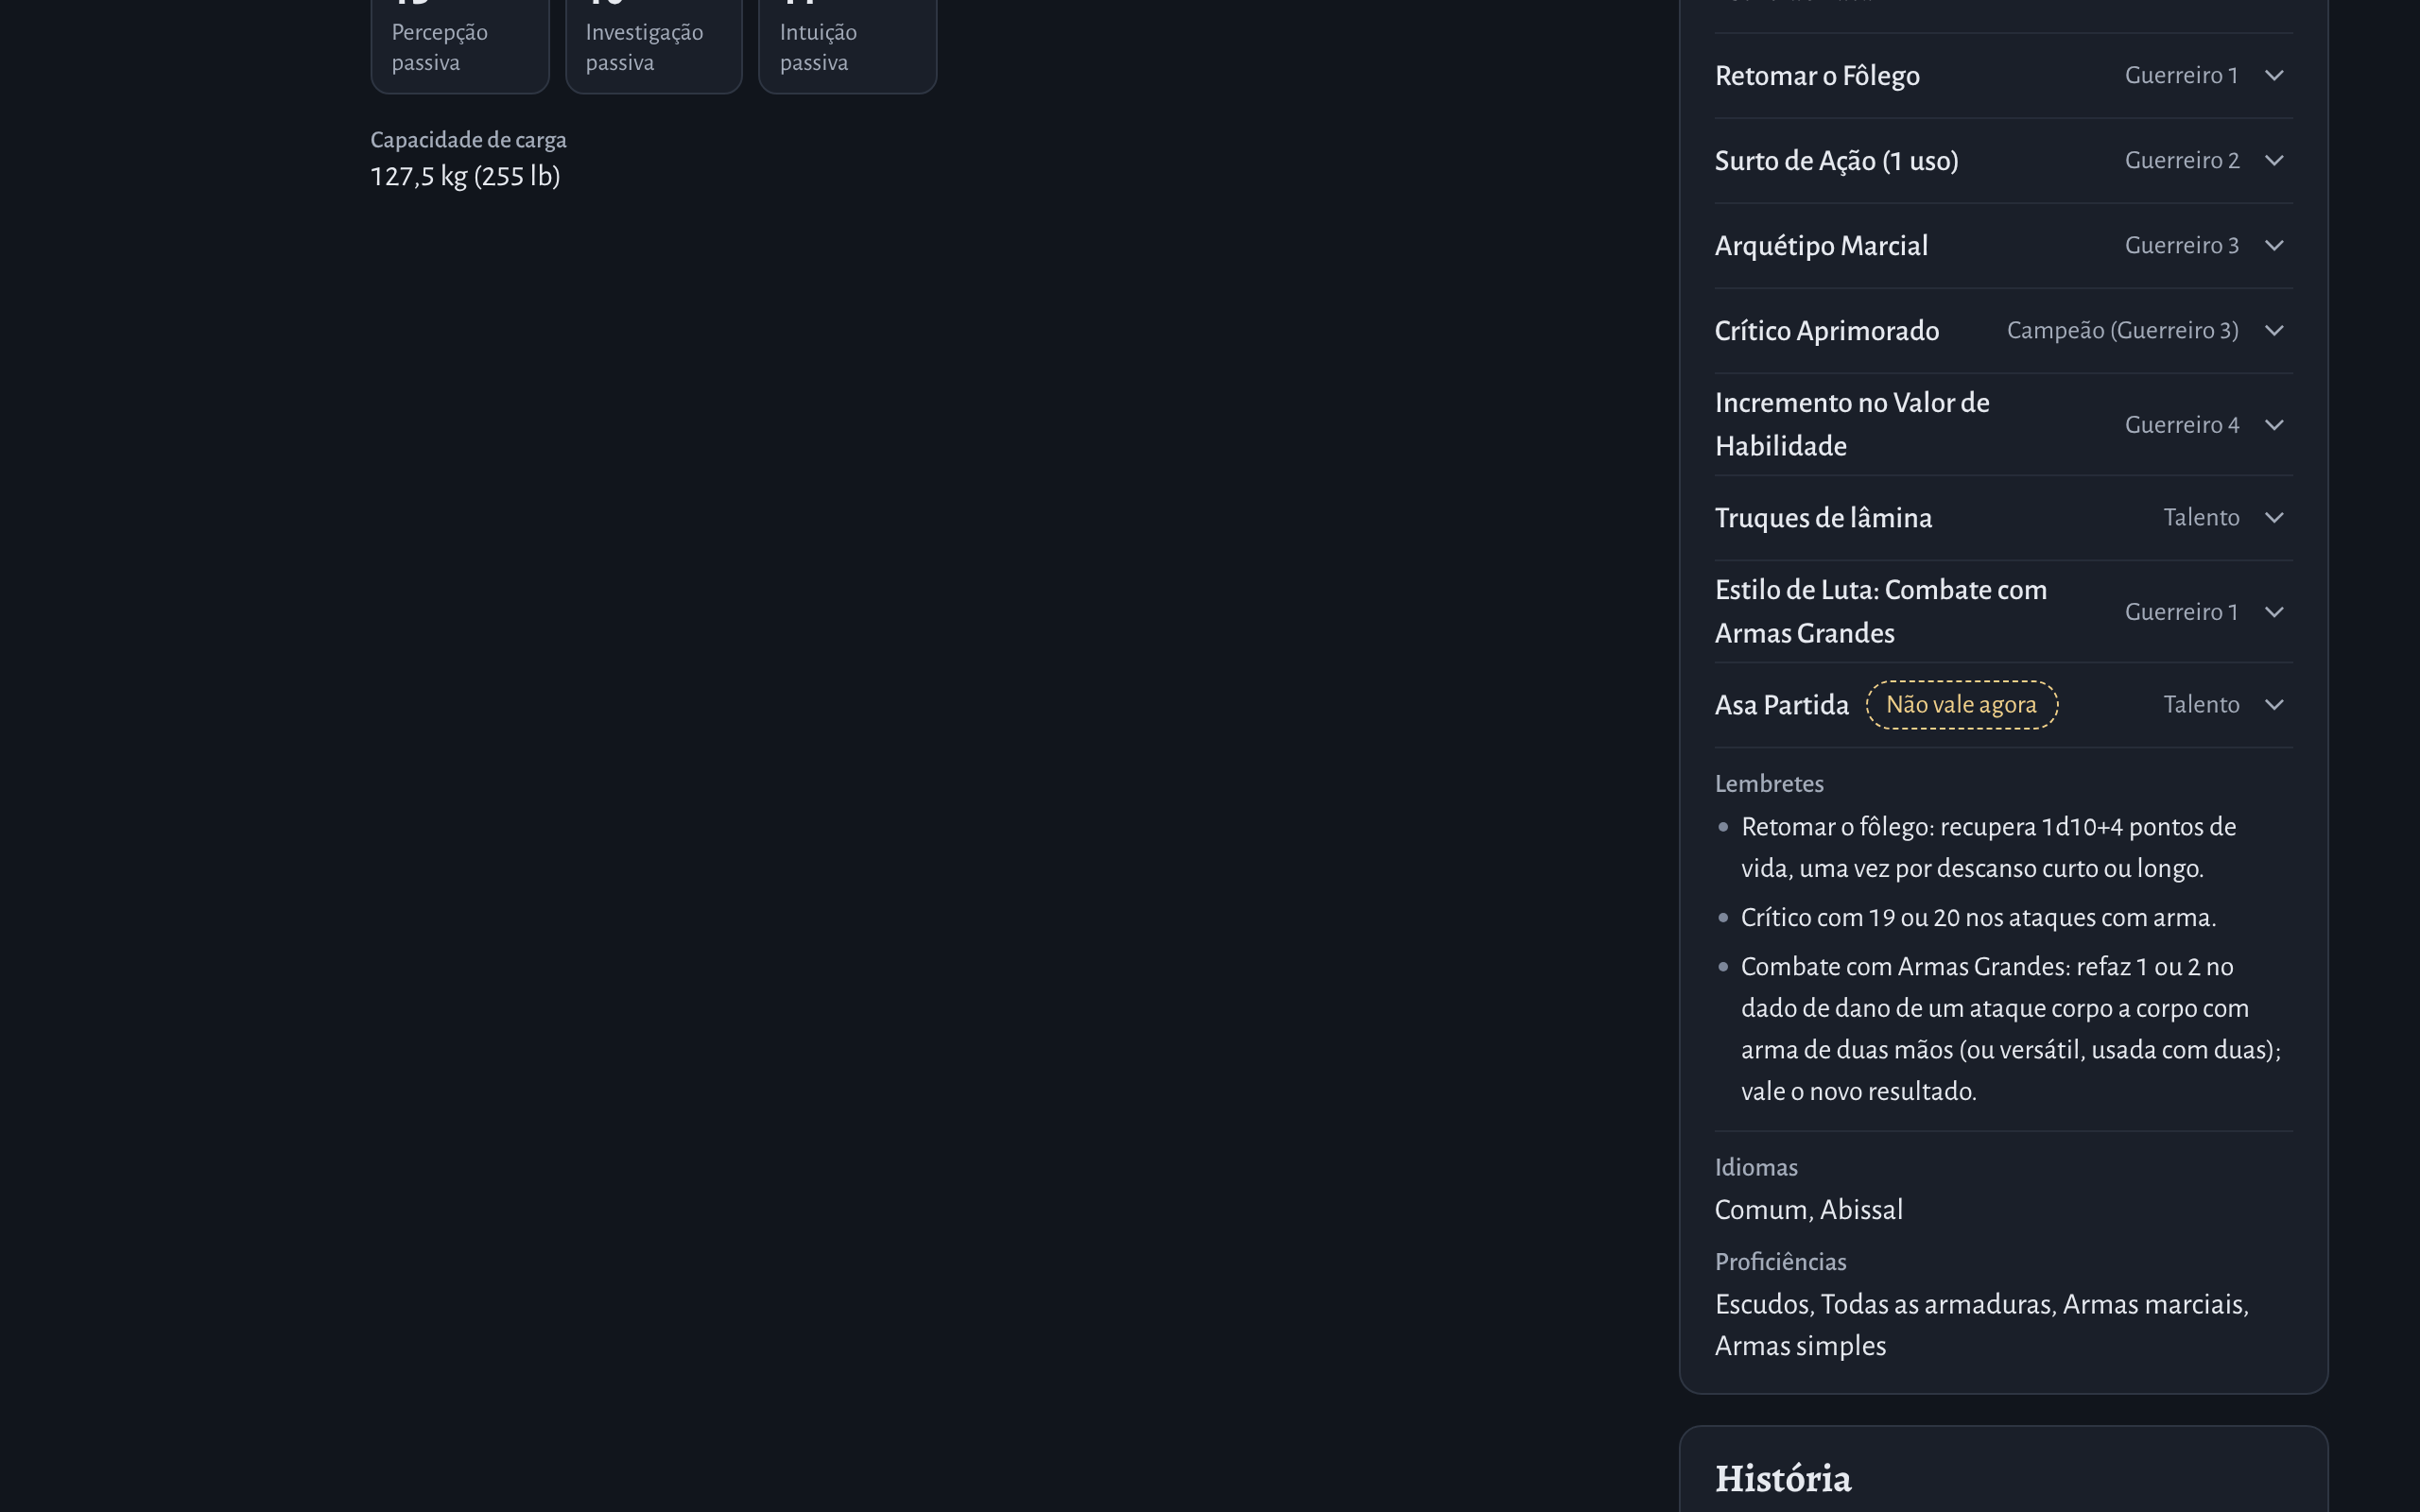 Percepção
passiva
Investigação
passiva
Intuição
passiva
Capacidade de carga
127,5 kg (255 lb)
Retomar o Fôlego Guerreiro 1
Surto de Ação (1 uso) Guerreiro 2
Arquétipo Marcial Guerreiro 3
Crítico Aprimorado Campeão (Guerreiro 3)
Incremento no Valor de
Habilidade
Guerreiro 4
Truques de lâmina Talento
Estilo de Luta: Combate com
Armas Grandes
Guerreiro 1
Asa Partida Não vale agora Talento
Lembretes
Retomar o fôlego: recupera 1d10+4 pontos de
vida, uma vez por descanso curto ou longo.
Crítico com 19 ou 20 nos ataques com arma.
Combate com Armas Grandes: refaz 1 ou 2 no
dado de dano de um ataque corpo a corpo com
arma de duas mãos (ou versátil, usada com duas);
vale o novo resultado.
Idiomas
Comum, Abissal
Proficiências
Escudos, Todas as armaduras, Armas marciais,
Armas simples
História